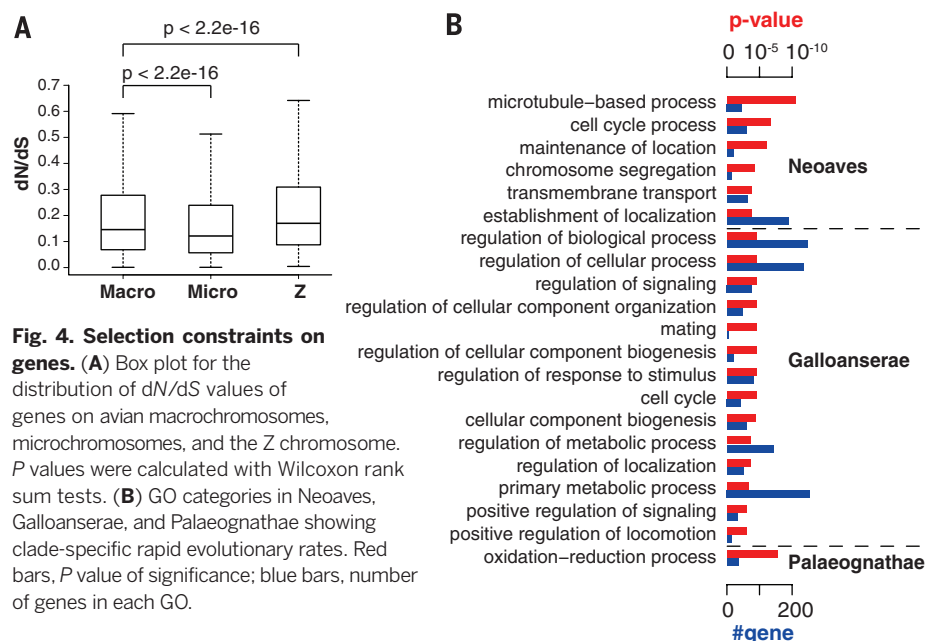 A
p < 2.2e-16
p < 2.2e-16
dN/dS
0.7
0.6
0.5
0.4
0.3
0.2
0.1
0.0
Macro
Micro
Z
Fig. 4. Selection constraints on
genes. (A) Box plot for the
distribution of dN/dS values of
genes on avian macrochromosomes,
microchromosomes, and the Z chromosome.
P values were calculated with Wilcoxon rank
sum tests. (B) GO categories in Neoaves,
Galloanserae, and Palaeognathae showing
clade-specific rapid evolutionary rates. Red
bars, P value of significance; blue bars, number
of genes in each GO.
B
p-value
0 10⁻⁵ 10⁻¹⁰
microtubule−based process
cell cycle process
maintenance of location
chromosome segregation
transmembrane transport
establishment of localization
Neoaves
regulation of biological process
regulation of cellular process
regulation of signaling
regulation of cellular component organization
mating
regulation of cellular component biogenesis
regulation of response to stimulus
cell cycle
cellular component biogenesis
regulation of metabolic process
regulation of localization
primary metabolic process
positive regulation of signaling
positive regulation of locomotion
Galloanserae
oxidation−reduction process
Palaeognathae
0 200
#gene